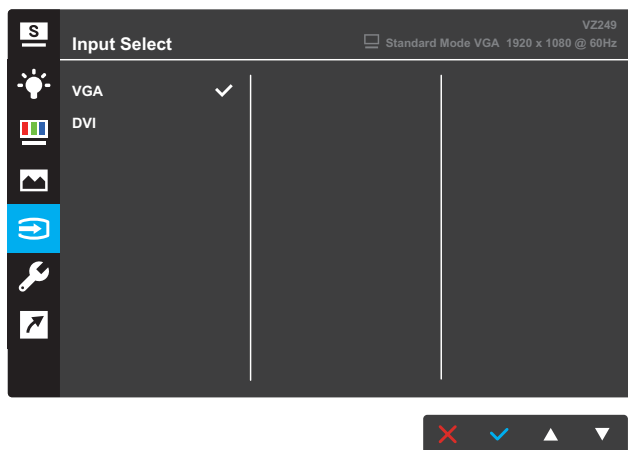 S
VZ249
Input Select
Standard Mode VGA 1920 x 1080 @ 60Hz
VGA
DVI